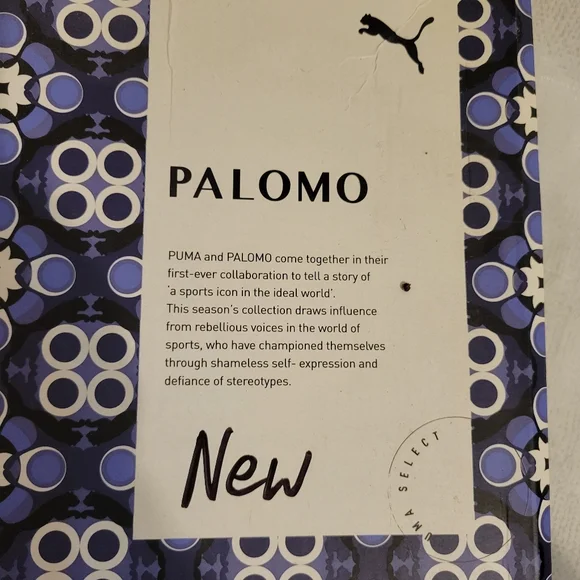 PALOMO
PUMA and PALOMO come together in their
first-ever collaboration to tell a story of
'a sports icon in the ideal world'.
This season's collection draws influence
from rebellious voices in the world of
sports, who have championed themselves
through shameless self- expression and
defiance of stereotypes.
New
UMA SELECT